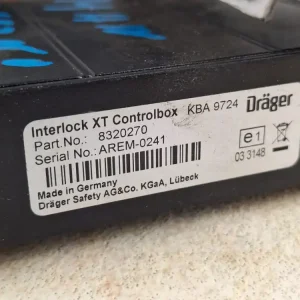 Interlock XT Controlbox KBA 9724 Dräger
Part.No.: 8320270
Serial No.: AREM-0241
e1
03 3148
Made in Germany
Dräger Safety AG&Co. KGaA, Lübeck